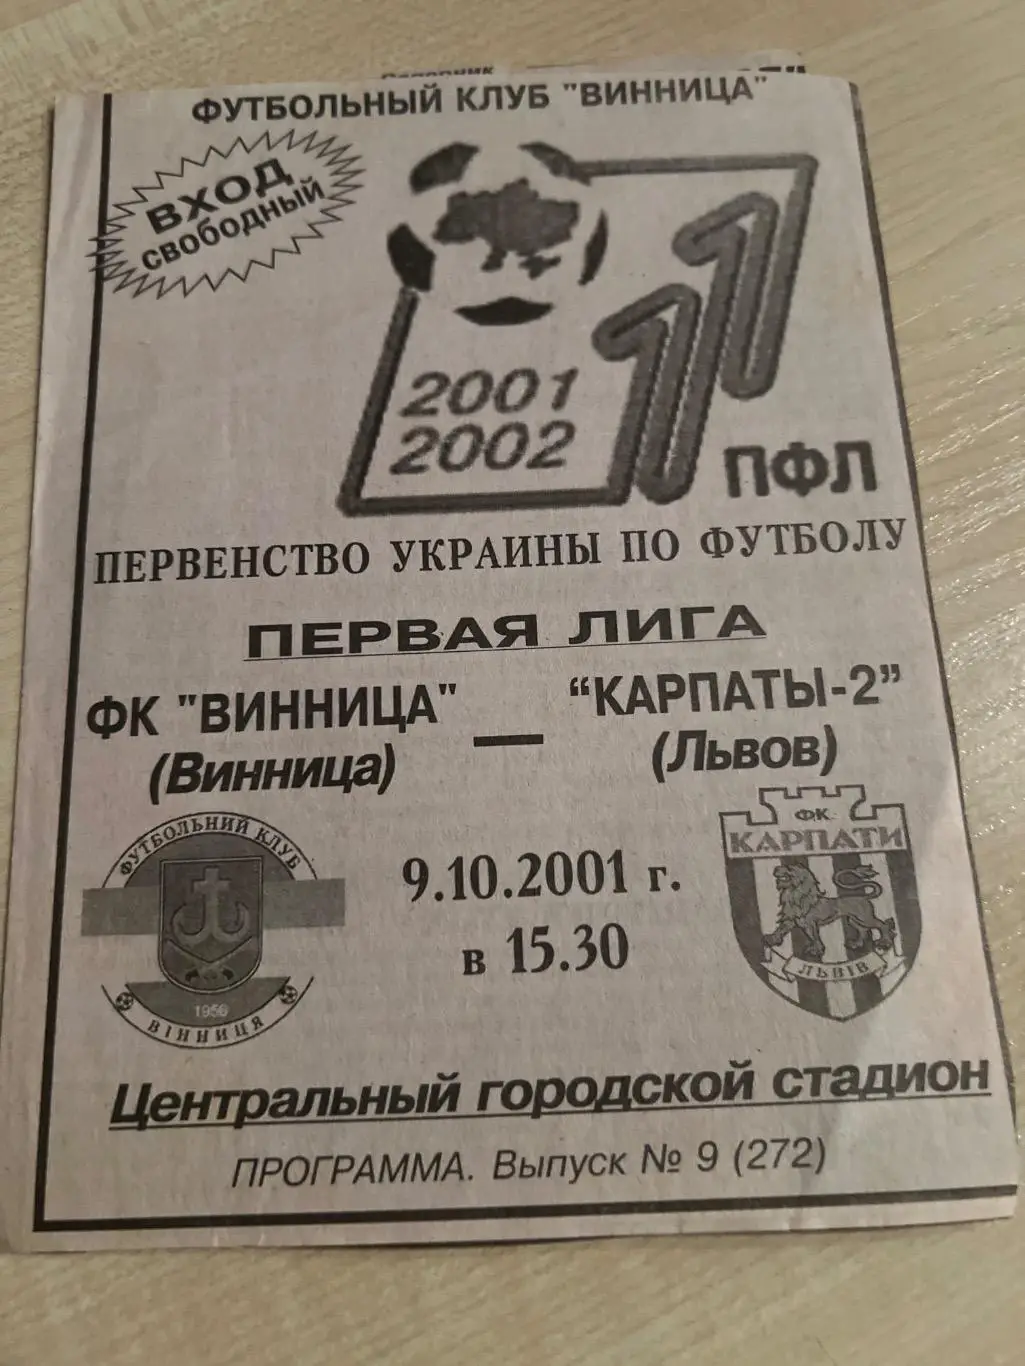 ФУТБОЛЬНЫЙ КЛУБ "ВИННИЦА"
ВХОД
свободный
2001
2002
11
ПФЛ
ПЕРВЕНСТВО УКРАИНЫ ПО ФУТБОЛУ
ПЕРВАЯ ЛИГА
ФК "ВИННИЦА" — “КАРПАТЫ-2”
(Винница) (Львов)
ФУТБОЛЬНИЙ КЛУБ
1956
ВІННИЦЯ
9.10.2001 г.
в 15.30
ФК
КАРПАТИ
ЛЬВІВ
Центральный городской стадион
ПРОГРАММА. Выпуск № 9 (272)